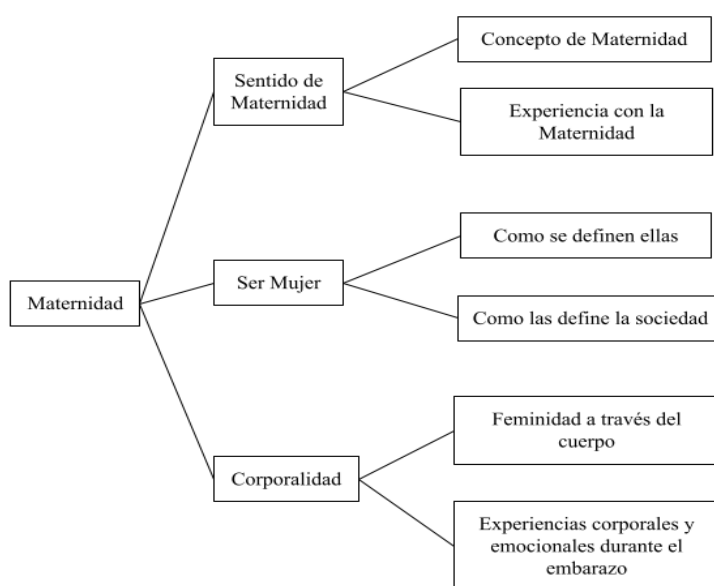 Concepto de Maternidad
Sentido de
Maternidad
Experiencia con la
Maternidad
Como se definen ellas
Ser Mujer
Maternidad
Como las define la sociedad
Feminidad a través del
cuerpo
Corporalidad
Experiencias corporales y
emocionales durante el
embarazo